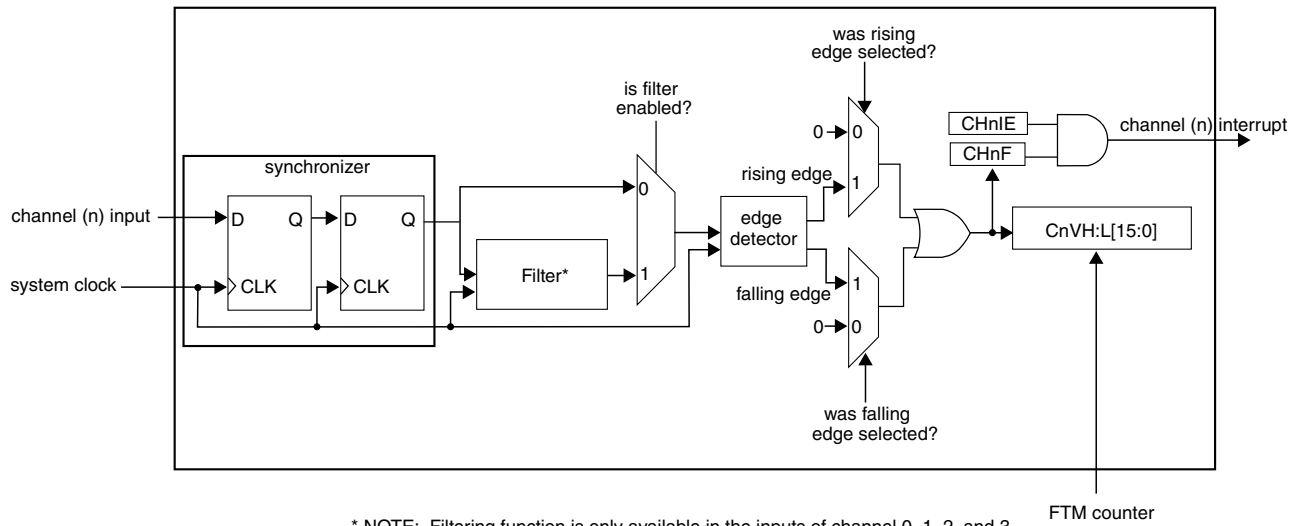 was rising
edge selected?
is filter
enabled?
synchronizer
channel (n) input
system clock
D Q
CLK
D Q
CLK
Filter*
0
1
edge
detector
rising edge
falling edge
0 0
1
1
0 0
was falling
edge selected?
CHnIE
CHnF
channel (n) interrupt
CnVH:L[15:0]
FTM counter
* NOTE: Filtering function is only available in the inputs of channel 0, 1, 2, and 3